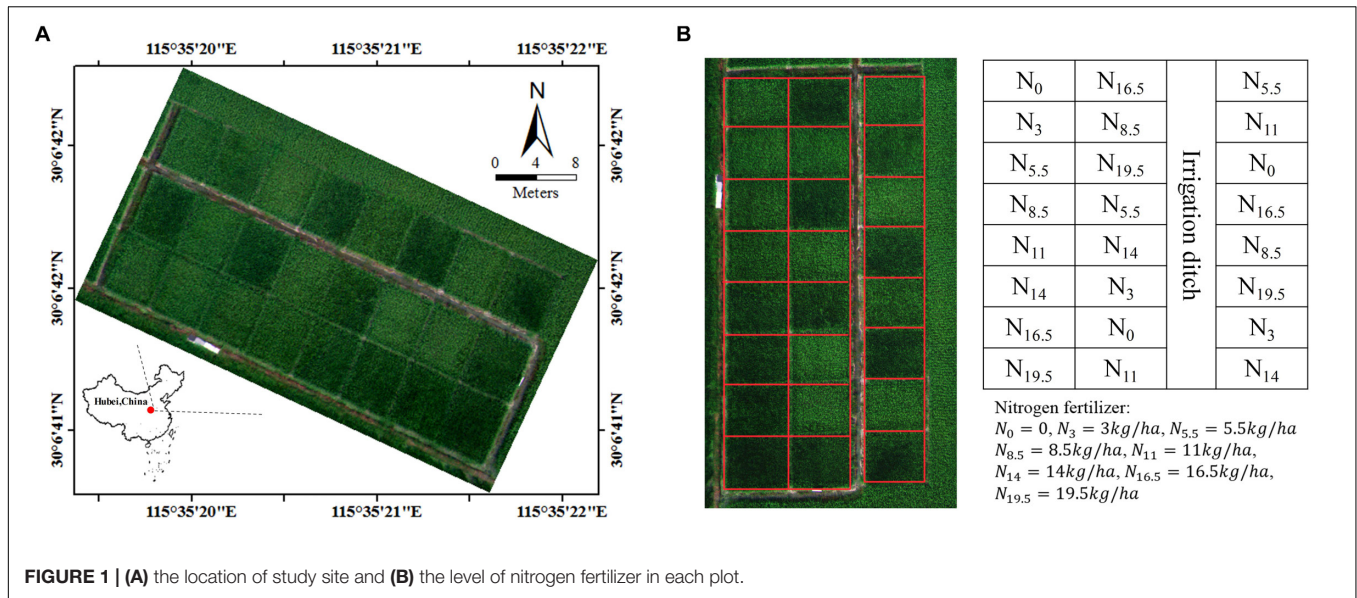 A
115°35'20"E 115°35'21"E 115°35'22"E
30°6'42"N
30°6'42"N
30°6'41"N
30°6'42"N
30°6'42"N
30°6'41"N
N
0 4 8
Meters
Hubei,China
115°35'20"E 115°35'21"E 115°35'22"E
B
N0 N16.5 N5.5
N3 N8.5 N11
N5.5 N19.5 N0
N8.5 N5.5 N16.5
N11 N14 N8.5
N14 N3 N19.5
N16.5 N0 N3
N19.5 N11 N14
Irrigation ditch
Nitrogen fertilizer:
N0 = 0, N3 = 3kg/ha, N5.5 = 5.5kg/ha
N8.5 = 8.5kg/ha, N11 = 11kg/ha,
N14 = 14kg/ha, N16.5 = 16.5kg/ha,
N19.5 = 19.5kg/ha
FIGURE 1 | (A) the location of study site and (B) the level of nitrogen fertilizer in each plot.